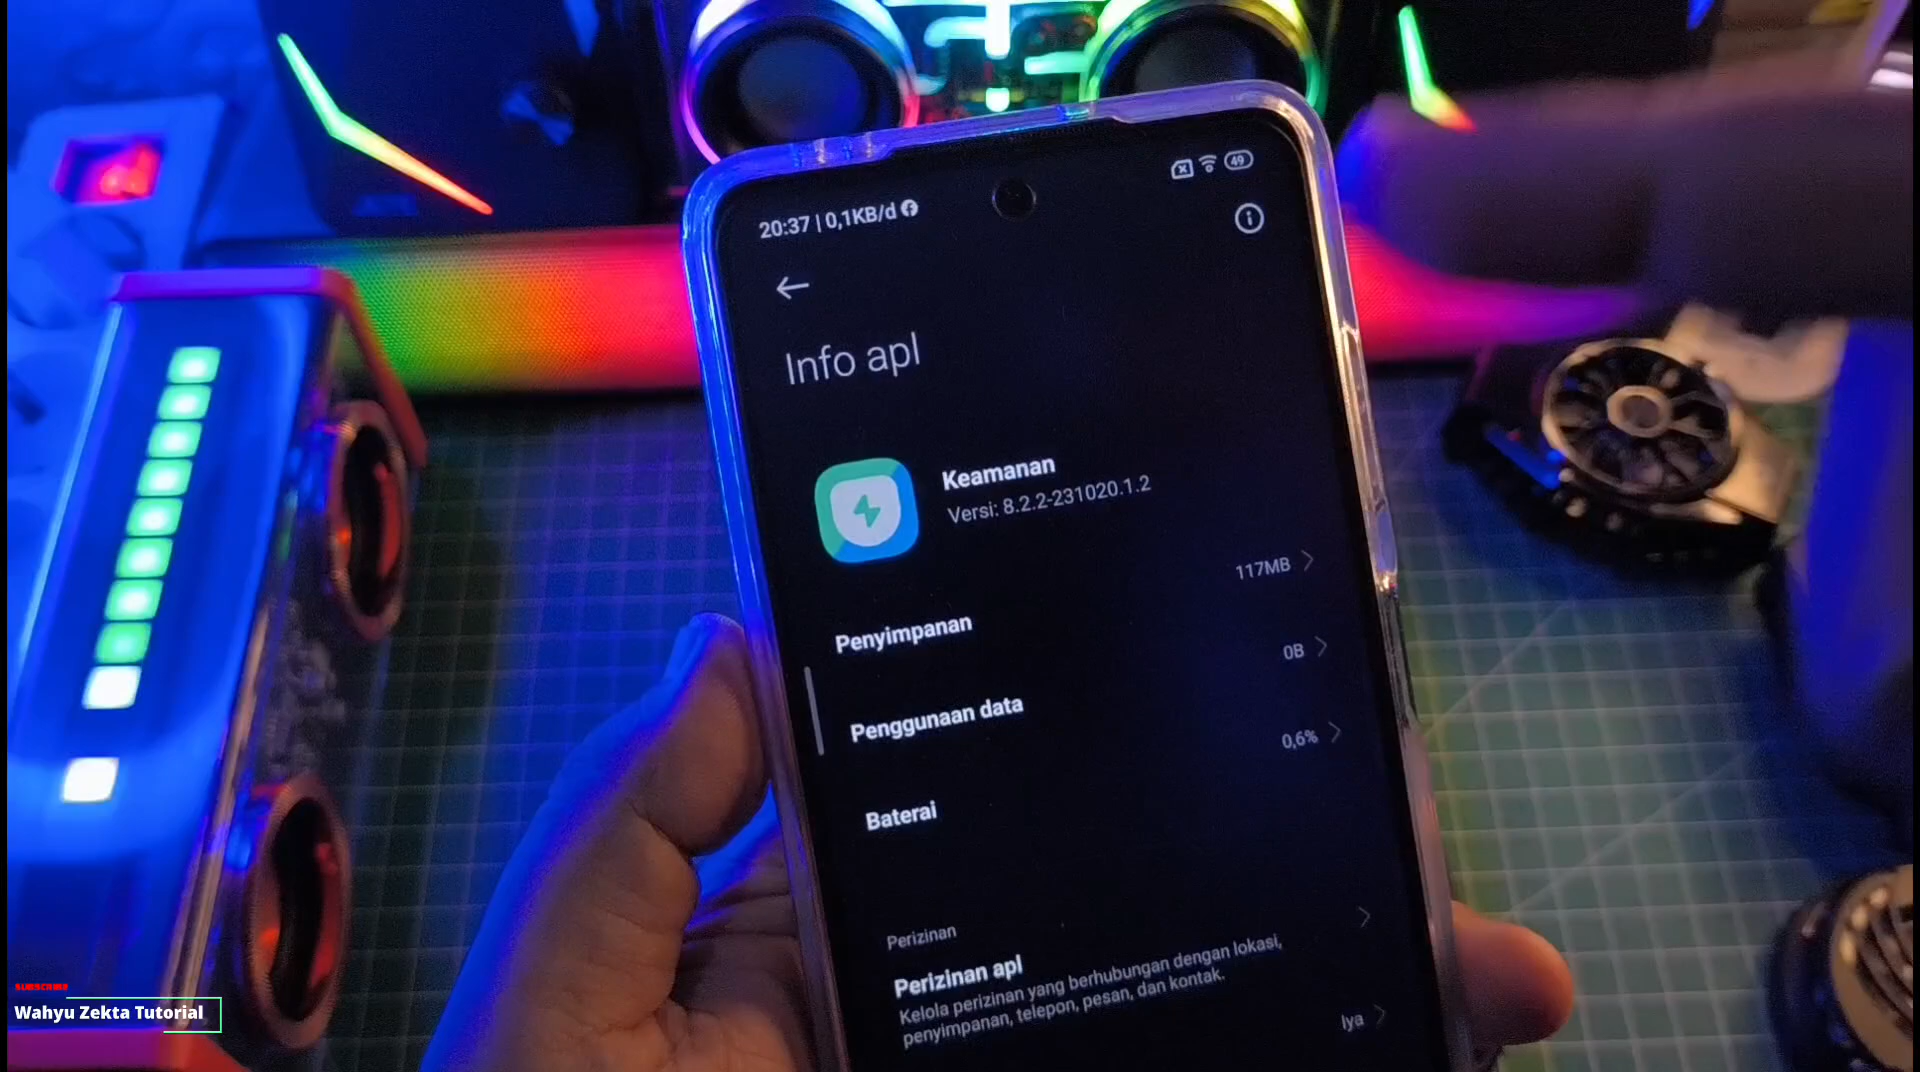 20:37 | 0,1KB/d
49
Info apl
Keamanan
Versi: 8.2.2-231020.1.2
117MB
Penyimpanan
0B
Penggunaan data
0,6%
Baterai
Perizinan
Perizinan apl
Kelola perizinan yang berhubungan dengan lokasi,
penyimpanan, telepon, pesan, dan kontak.
Iya
SUBSCRIBE
Wahyu Zekta Tutorial